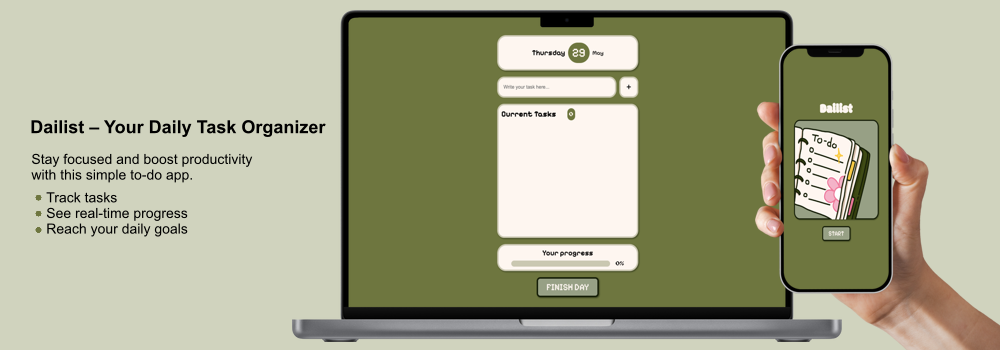 Dailist – Your Daily Task Organizer
Stay focused and boost productivity
with this simple to-do app.
Track tasks
See real-time progress
Reach your daily goals
Thursday 29 May
Write your task here...
+
Current Tasks 0
Your progress
0%
FINISH DAY
Dailist
To-do
START